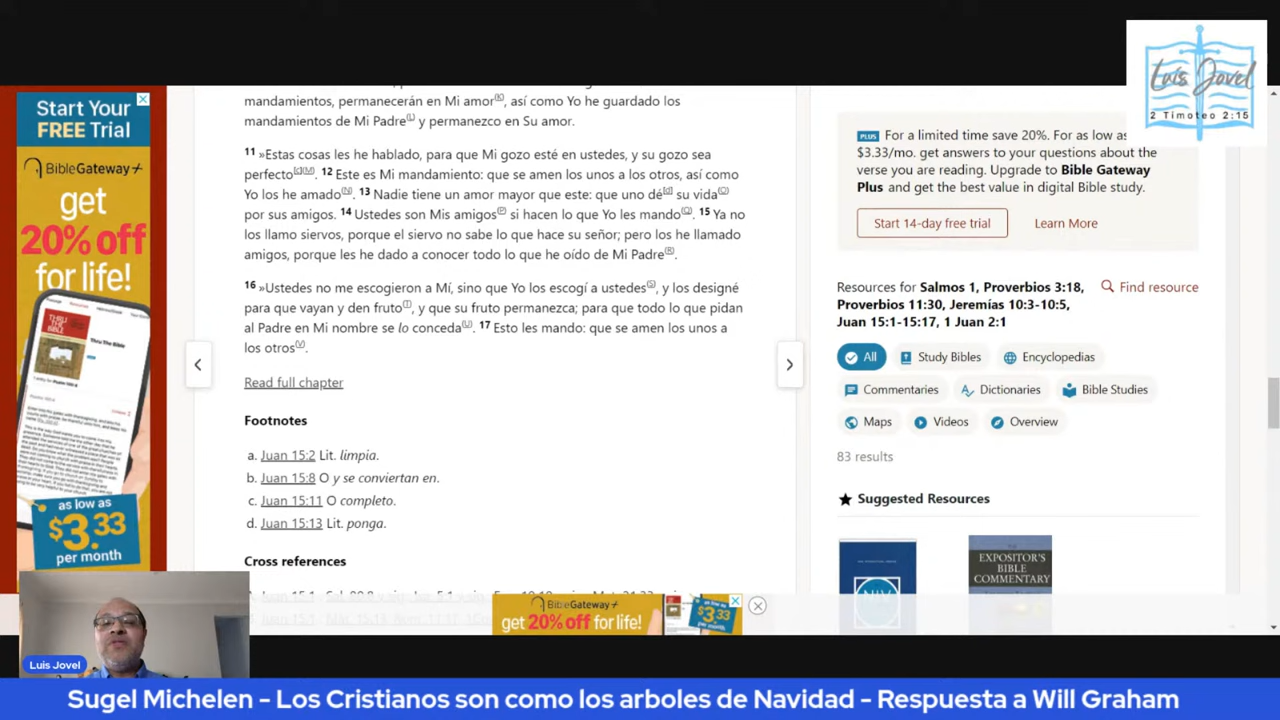 Luis Jovel
2 Timoteo 2:15
Start Your
FREE Trial
BibleGateway+
get
20% off
for life!
THRU
THE
BIBLE
Thru The Bible
as low as
$3.33
per month
mandamientos, permanecerán en Mi amor[K], así como Yo he guardado los
mandamientos de Mi Padre[L] y permanezco en Su amor.
11 »Estas cosas les he hablado, para que Mi gozo esté en ustedes, y su gozo sea
perfecto[c][M]. 12 Este es Mi mandamiento: que se amen los unos a los otros, así como
Yo los he amado[N]. 13 Nadie tiene un amor mayor que este: que uno dé[d] su vida[O]
por sus amigos. 14 Ustedes son Mis amigos[P] si hacen lo que Yo les mando[Q]. 15 Ya no
los llamo siervos, porque el siervo no sabe lo que hace su señor; pero los he llamado
amigos, porque les he dado a conocer todo lo que he oído de Mi Padre[R].
16 »Ustedes no me escogieron a Mí, sino que Yo los escogí a ustedes[S], y los designé
para que vayan y den fruto[T], y que su fruto permanezca; para que todo lo que pidan
al Padre en Mi nombre se lo conceda[U]. 17 Esto les mando: que se amen los unos a
los otros[V].
Read full chapter
Footnotes
a. Juan 15:2 Lit. limpia.
b. Juan 15:8 O y se conviertan en.
c. Juan 15:11 O completo.
d. Juan 15:13 Lit. ponga.
Cross references
PLUS For a limited time save 20%. For as low as
$3.33/mo. get answers to your questions about the
verse you are reading. Upgrade to Bible Gateway
Plus and get the best value in digital Bible study.
Start 14-day free trial
Learn More
Resources for Salmos 1, Proverbios 3:18,
Proverbios 11:30, Jeremías 10:3-10:5,
Juan 15:1-15:17, 1 Juan 2:1
Find resource
All
Study Bibles
Encyclopedias
Commentaries
Dictionaries
Bible Studies
Maps
Videos
Overview
83 results
Suggested Resources
NIV
EXPOSITOR'S
BIBLE
COMMENTARY
BibleGateway+
get 20% off for life!
as low as
$3.33
Luis Jovel
Sugel Michelen - Los Cristianos son como los arboles de Navidad - Respuesta a Will Graham